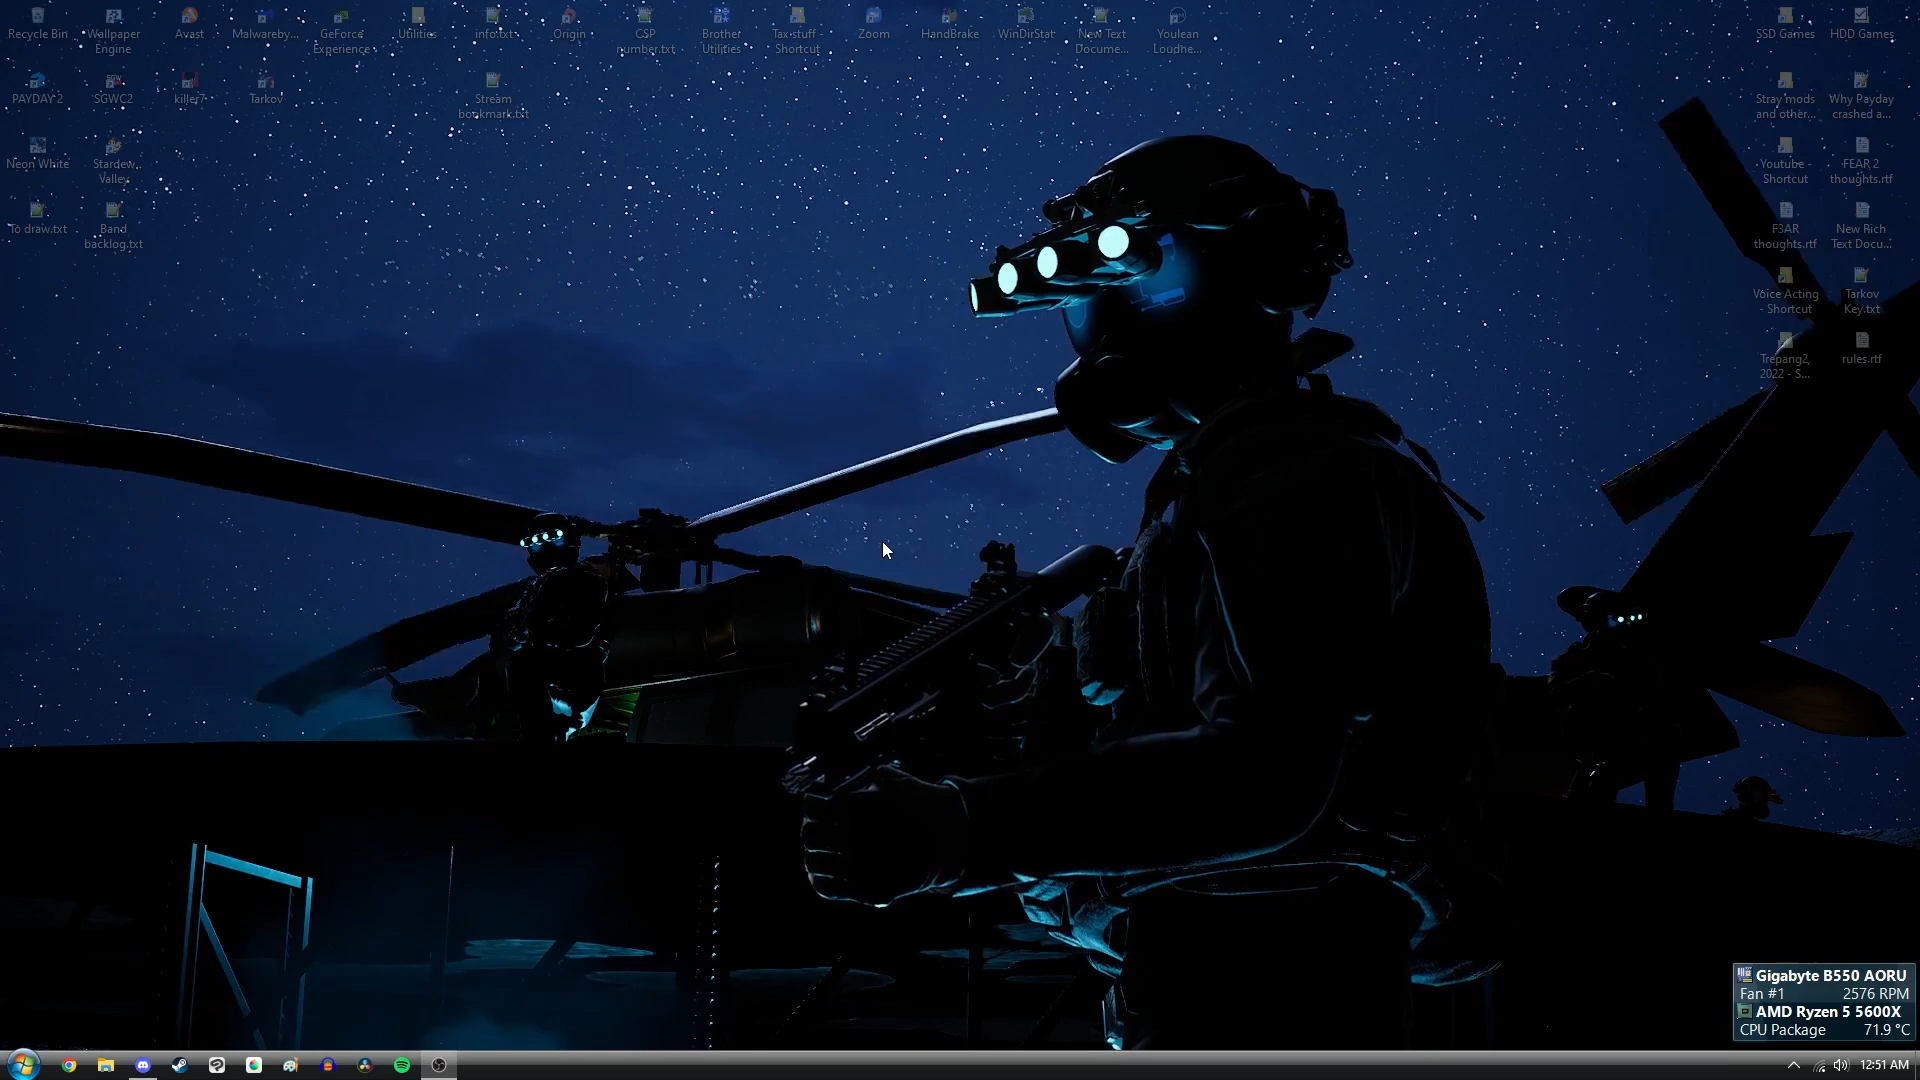 Recycle Bin
Wallpaper
Engine
Avast
Malwareby...
GeForce
Experience
Utilities
info.txt
Origin
CSP
number.txt
Brother
Utilities
Tax stuff -
Shortcut
Zoom
HandBrake
WinDirStat
New Text
Docume...
Youlean
Loudne...
SSD Games
HDD Games
PAYDAY 2
SGWC2
killer7
Tarkov
Stream
bookmark.txt
Stray mods
and other...
Why Payday
crashed a...
Neon White
Stardew
Valley
Youtube -
Shortcut
FEAR 2
thoughts.rtf
To draw.txt
Band
backlog.txt
F3AR
thoughts.rtf
New Rich
Text Docu...
Voice Acting
- Shortcut
Tarkov
Key.txt
Trepang2
2022 - S...
rules.rtf
Gigabyte B550 AORU
Fan #1 2576 RPM
AMD Ryzen 5 5600X
CPU Package 71.9 °C
12:51 AM